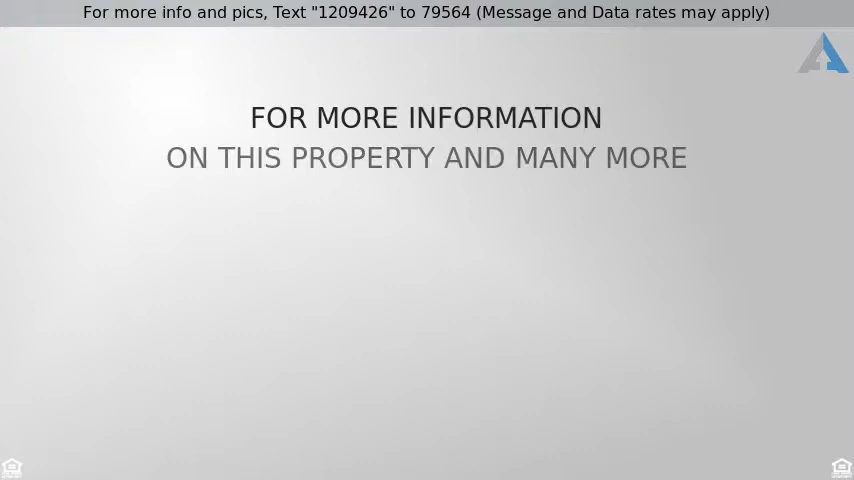 For more info and pics, Text "1209426" to 79564 (Message and Data rates may apply)
FOR MORE INFORMATION
ON THIS PROPERTY AND MANY MORE